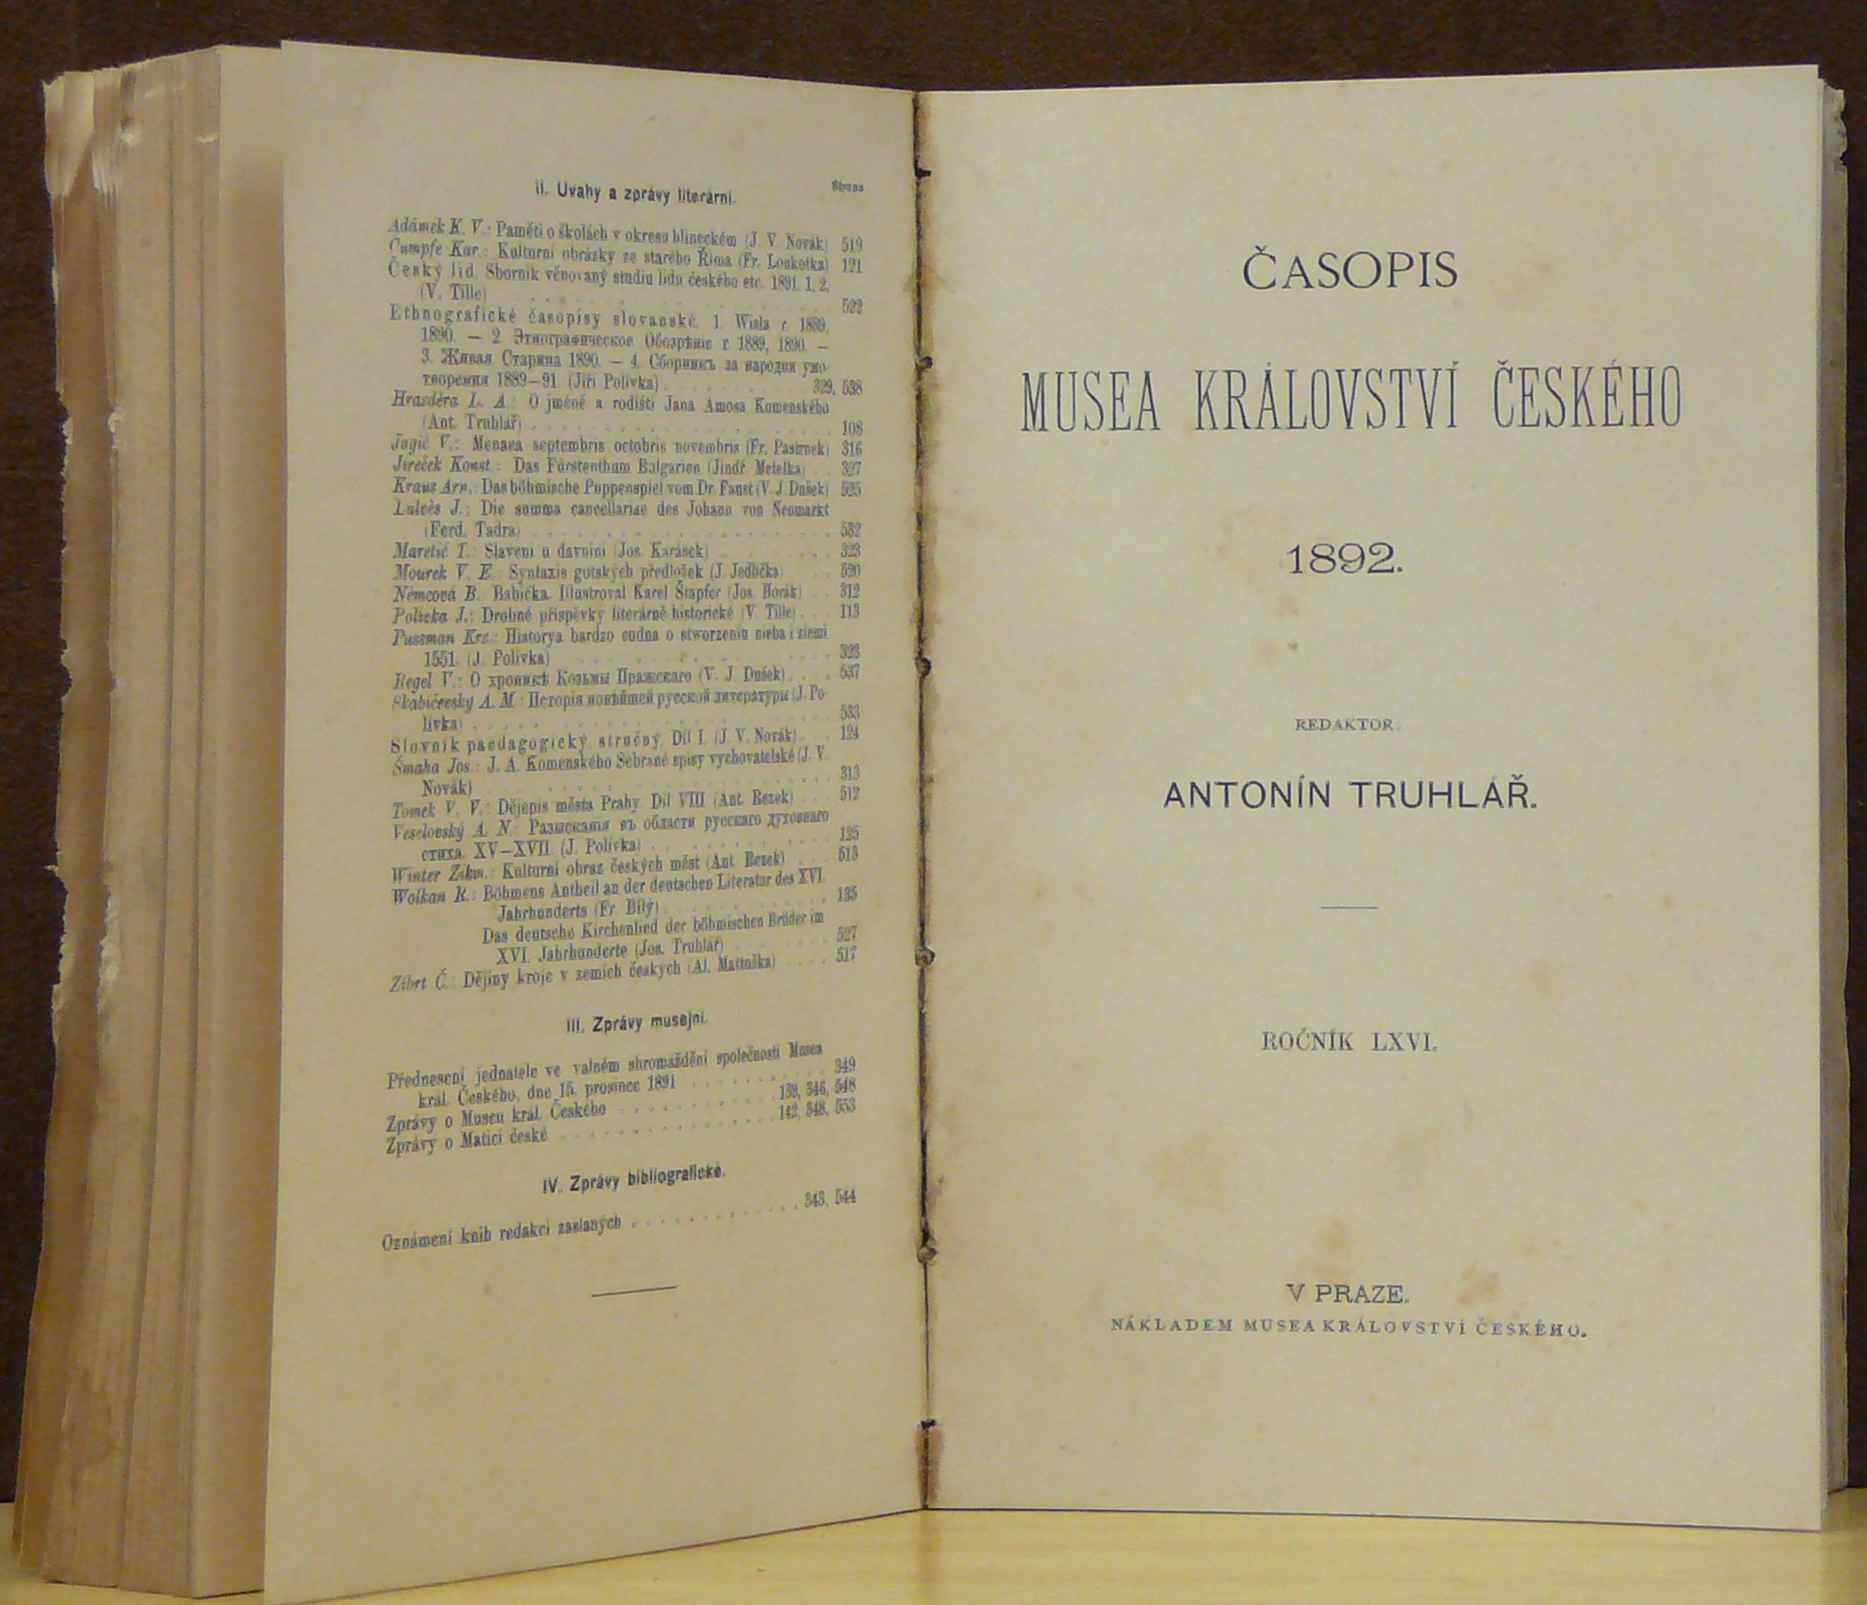 II. Uvahy a zprávy literární.
Strana
Adámek K. V.: Paměti o školách v okresu hlineckém (J. V. Novák) 519
Cumpfe Kar.: Kulturní obrázky ze starého Říma (Fr. Loukotka) 121
Český lid. Sborník věnovaný studiu lidu českého etc. 1891. 1, 2.
(V. Tille) 522
Ethnografické časopisy slovanské. 1. Wisła r. 1889,
1890. — 2. Этнографическое Обозрѣніе r. 1889, 1890. —
3. Живая Старина 1890. — 4. Сборникъ за народни умо-
творения 1889–91. (Jiří Polívka) 329, 538
Hrasděra L. A.: O jméně a rodišti Jana Amosa Komenského
(Ant. Truhlář) 108
Jagić V.: Menaea septembris octobris novembris (Fr. Pastrnek) 316
Jireček Konst.: Das Fürstenthum Bulgarien (Jindř. Metelka) 327
Kraus Arn.: Das böhmische Puppenspiel vom Dr. Faust (V. J. Dušek) 525
Lulvès J.: Die summa cancellariae des Johann von Neumarkt
(Ferd. Tadra) 532
Maretić T.: Slaveni u davnini (Jos. Karásek) 323
Mourek V. E.: Syntaxis gotských předložek (J. Jedlička) 520
Němcová B. Babička. Illustroval Karel Štapfer (Jos. Horák) 312
Polívka J.: Drobné příspěvky literárně-historické (V. Tille) 113
Pussman Krz.: Historya bardzo cudna o stworzeniu nieba i ziemi
1551. (J. Polívka) 323
Regel V.: О хроникѣ Козьмы Пражскаго (V. J. Dušek) 537
Skabičevský A. M.: Исторія новѣйшей русской литературы (J. Po-
lívka) 533
Slovník paedagogický stručný. Díl I. (J. V. Novák) 124
Šmaha Jos.: J. A. Komenského Sebrané spisy vychovatelské (J. V.
Novák) 313
Tomek V. V.: Dějepis města Prahy. Díl VIII (Ant. Rezek) 512
Veselovský A. N.: Разысканія въ области русскаго духовнаго
стиха. XV–XVII. (J. Polívka) 125
Winter Zikm.: Kulturní obraz českých měst (Ant. Rezek) 513
Wolkan R.: Böhmens Antheil an der deutschen Literatur des XVI.
Jahrhunderts (Fr. Bílý) 135
Das deutsche Kirchenlied der böhmischen Brüder im
XVI. Jahrhunderte (Jos. Truhlář) 527
Zíbrt Č.: Dějiny kroje v zemích českých (Al. Mattuška) 517
III. Zprávy musejní.
Přednesení jednatele ve valném shromáždění společnosti Musea
král. Českého, dne 15. prosince 1891 349
Zprávy o Museu král. Českého 138, 346, 548
Zprávy o Matici české 142, 348, 553
IV. Zprávy bibliografické.
Oznámení knih redakci zaslaných 343, 544
ČASOPIS
MUSEA KRÁLOVSTVÍ ČESKÉHO
1892.
REDAKTOR
ANTONÍN TRUHLÁŘ.
ROČNÍK LXVI.
V PRAZE.
NÁKLADEM MUSEA KRÁLOVSTVÍ ČESKÉHO.